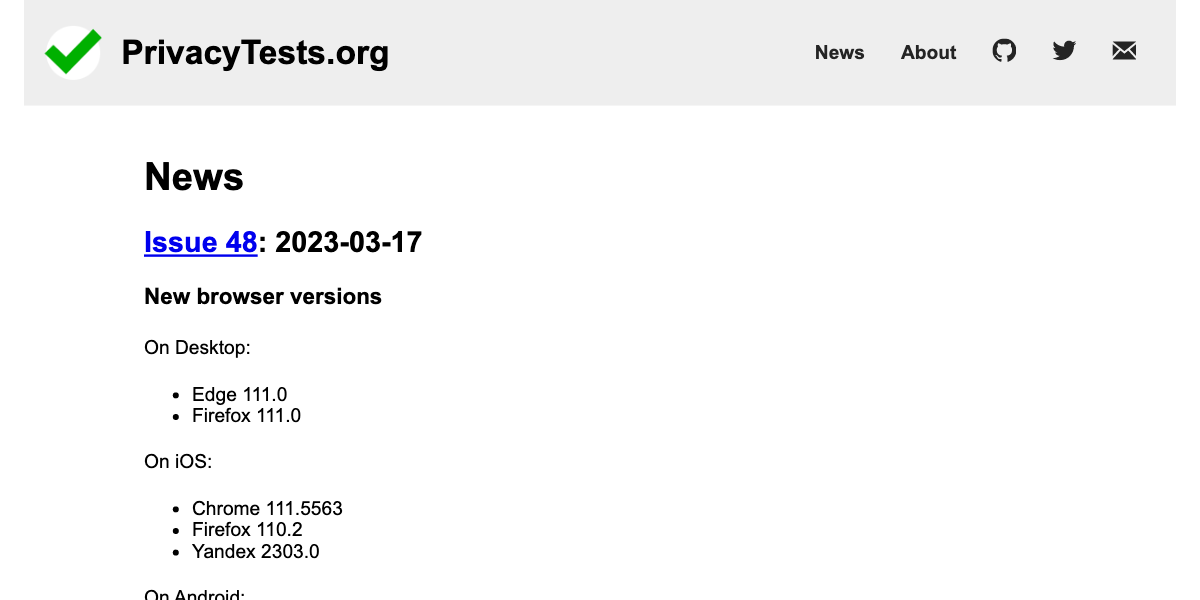 PrivacyTests.org
News
About
News
Issue 48: 2023-03-17
New browser versions
On Desktop:
• Edge 111.0
• Firefox 111.0
On iOS:
• Chrome 111.5563
• Firefox 110.2
• Yandex 2303.0
On Android: